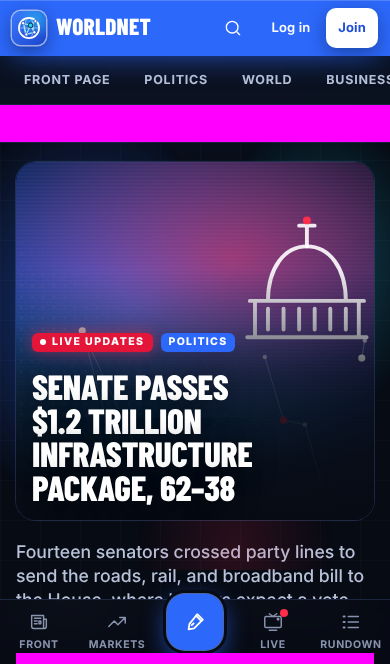 WORLDNET
Log in
Join
FRONT PAGE
POLITICS
WORLD
BUSINESS
LIVE UPDATES
POLITICS
SENATE PASSES
$1.2 TRILLION
INFRASTRUCTURE
PACKAGE, 62–38
Fourteen senators crossed party lines to
send the roads, rail, and broadband bill to
FRONT
MARKETS
LIVE
RUNDOWN